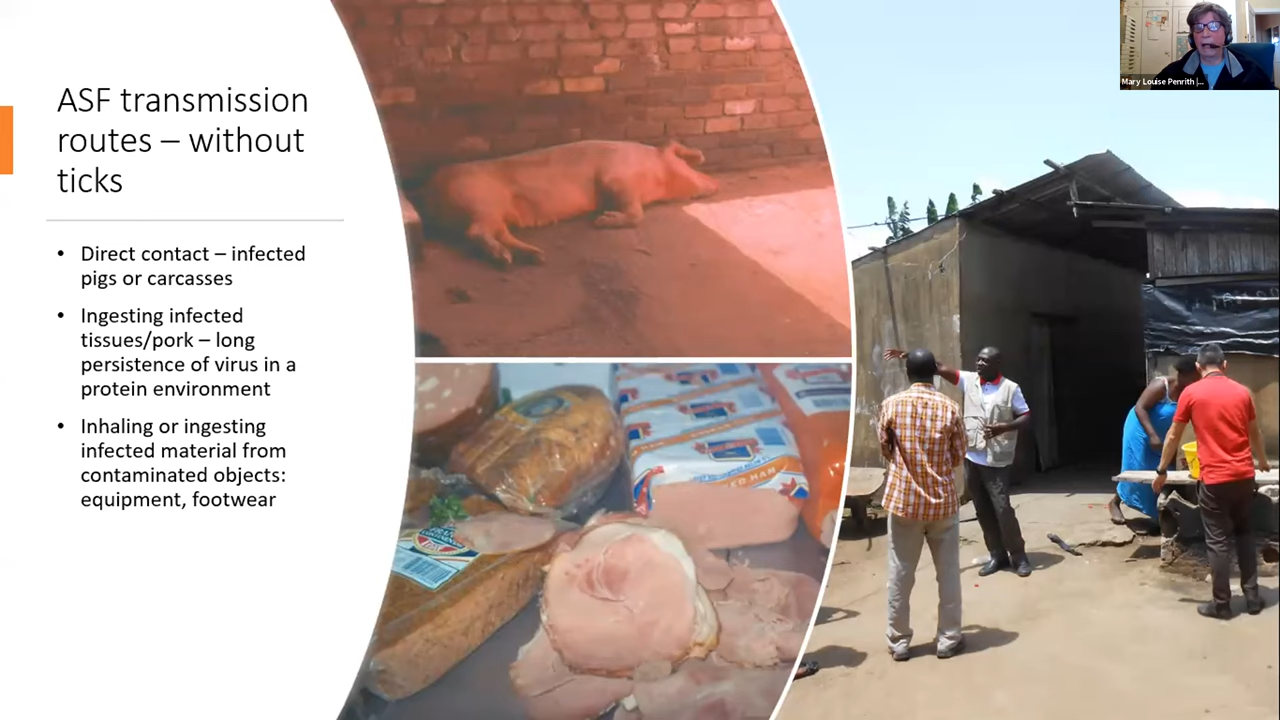 ASF transmission
routes – without
ticks
• Direct contact – infected
pigs or carcasses
• Ingesting infected
tissues/pork – long
persistence of virus in a
protein environment
• Inhaling or ingesting
infected material from
contaminated objects:
equipment, footwear
Mary Louise Penrith |...